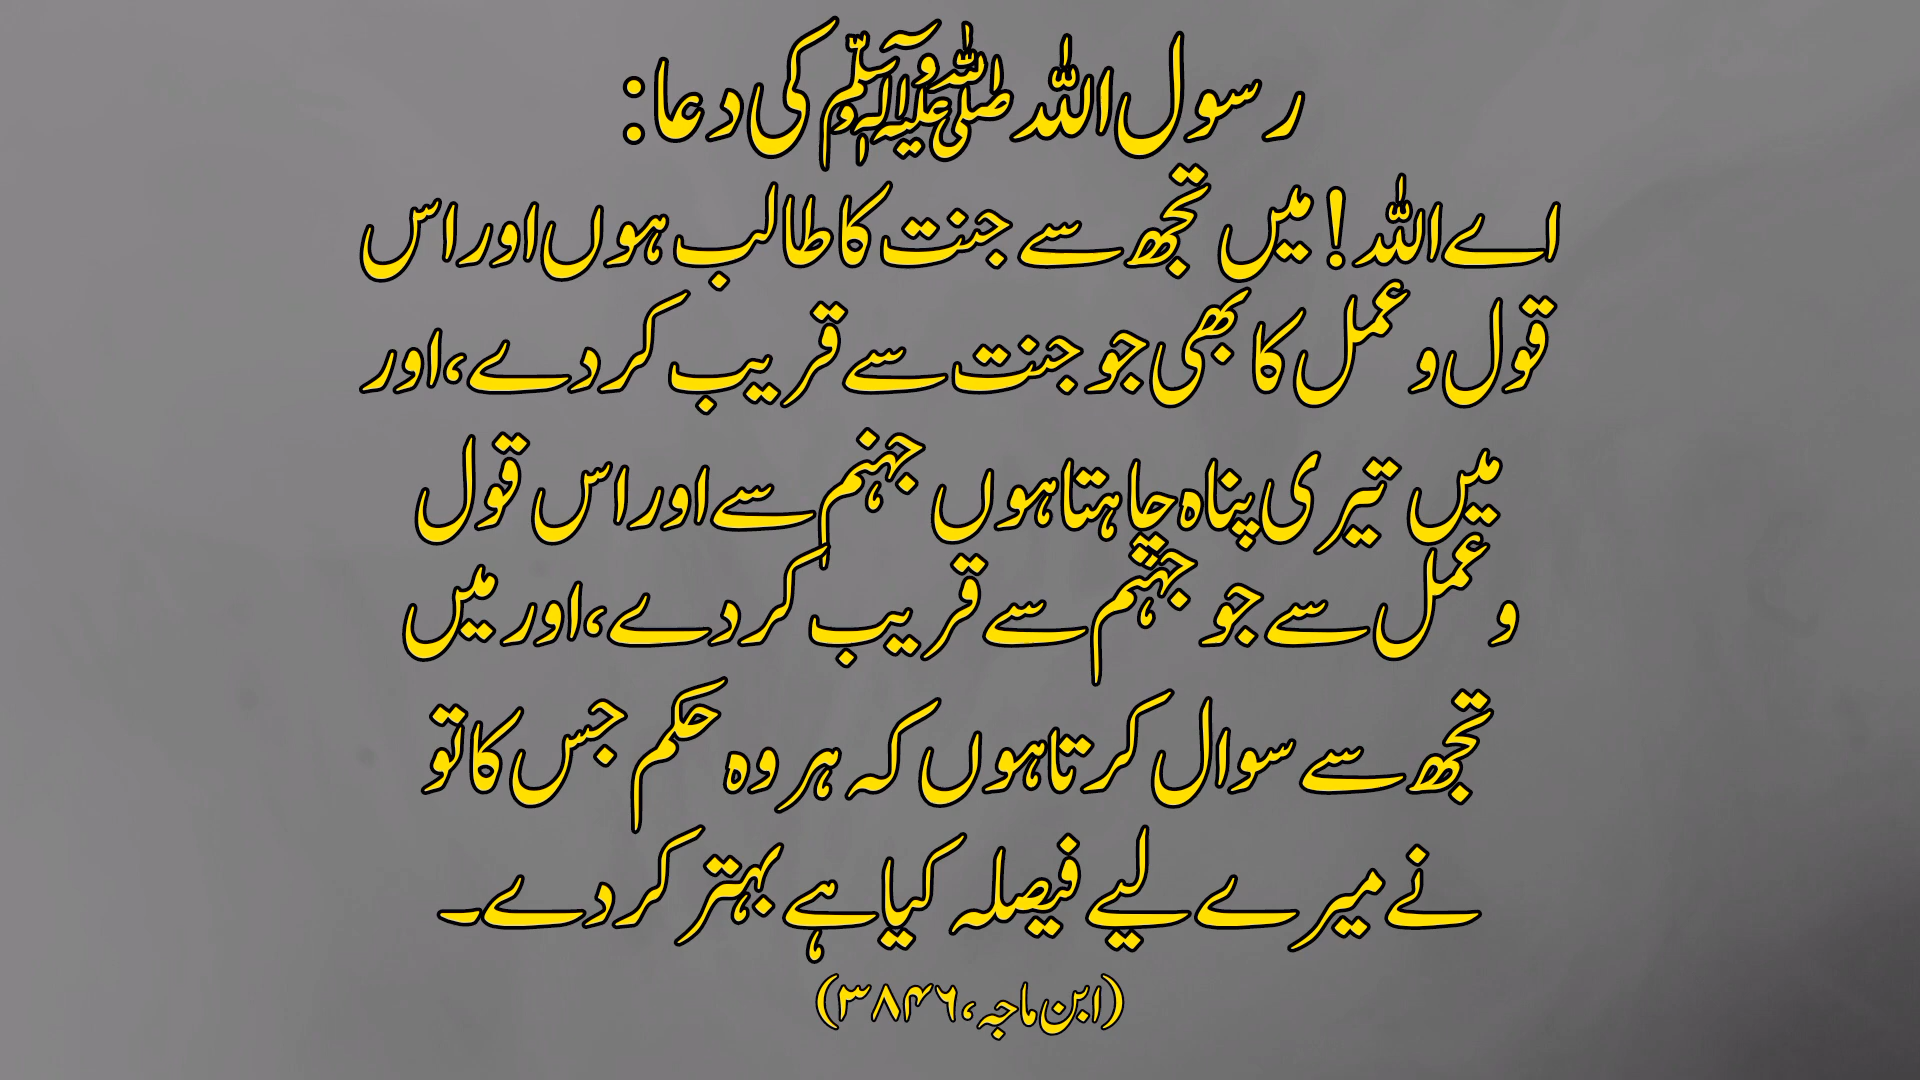 رسول اللہ صلی اللہ علیہ وآلہ وسلم کی دعا:
اے اللہ! میں تجھ سے جنت کا طالب ہوں اور اس
قول و عمل کا بھی جو جنت سے قریب کر دے، اور
میں تیری پناہ چاہتا ہوں جہنم سے اور اس قول
و عمل سے جو جہنم سے قریب کر دے، اور میں
تجھ سے سوال کرتا ہوں کہ ہر وہ حکم جس کا تو
نے میرے لیے فیصلہ کیا ہے بہتر کر دے۔
(ابن ماجہ، ۳۸۴۶)